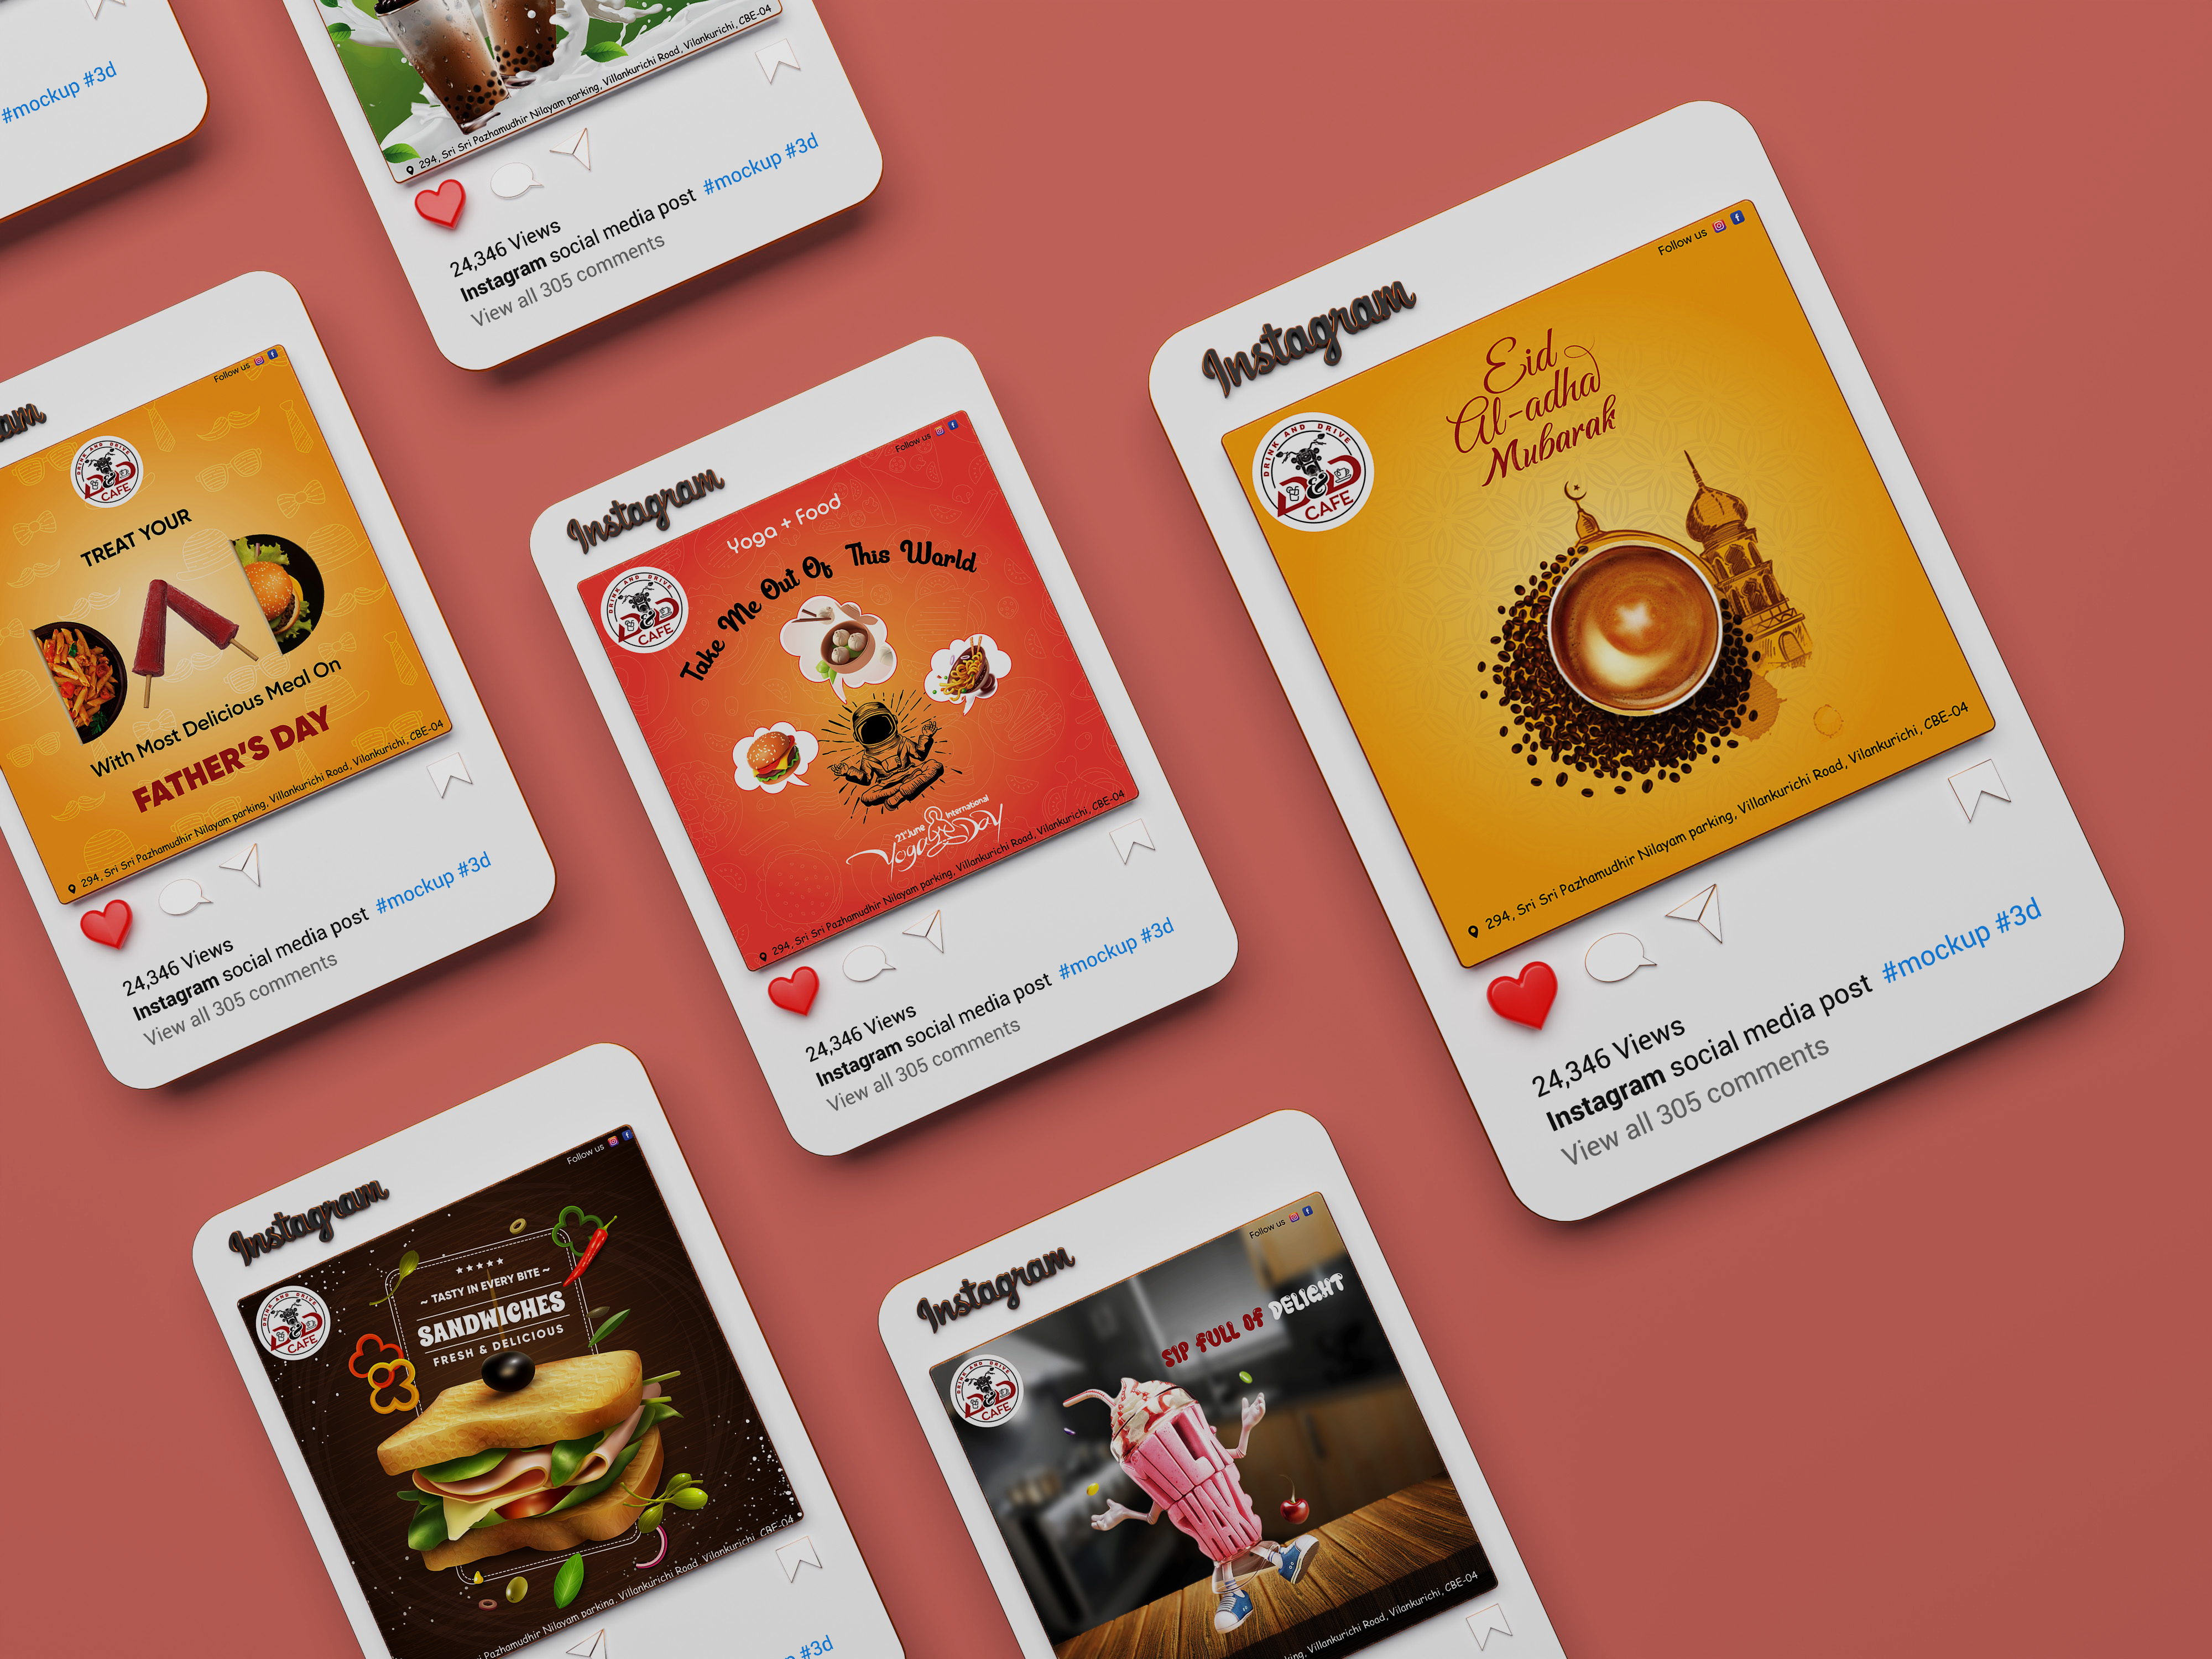 #mockup #3d
294, Sri Sri Pazhamudhir Nilayam parking, Villankurichi Road, Vilankurichi, CBE-04
24,346 Views
Instagram social media post #mockup #3d
View all 305 comments
Follow us
DRINK AND DRIVE
D&D
CAFE
TREAT YOUR
With Most Delicious Meal On
FATHER'S DAY
294, Sri Sri Pazhamudhir Nilayam parking, Villankurichi Road, Vilankurichi, CBE-04
24,346 Views
Instagram social media post #mockup #3d
View all 305 comments
Instagram
Follow us
DRINK AND DRIVE
D&D
CAFE
Yoga + Food
Take Me Out Of This World
21st June International
Yoga Day
294, Sri Sri Pazhamudhir Nilayam parking, Villankurichi Road, Vilankurichi, CBE-04
24,346 Views
Instagram social media post #mockup #3d
View all 305 comments
Instagram
Follow us
DRINK AND DRIVE
D&D
CAFE
Eid
Al-adha
Mubarak
294, Sri Sri Pazhamudhir Nilayam parking, Villankurichi Road, Vilankurichi, CBE-04
24,346 Views
Instagram social media post #mockup #3d
View all 305 comments
Instagram
Follow us
DRINK AND DRIVE
D&D
CAFE
~ TASTY IN EVERY BITE ~
SANDWICHES
FRESH & DELICIOUS
Pazhamudhir Nilayam parking, Villankurichi Road, Vilankurichi, CBE-04
#3d
Instagram
Follow us
DRINK AND DRIVE
D&D
CAFE
SIP FULL OF DELIGHT
Villankurichi Road, Vilankurichi, CBE-04